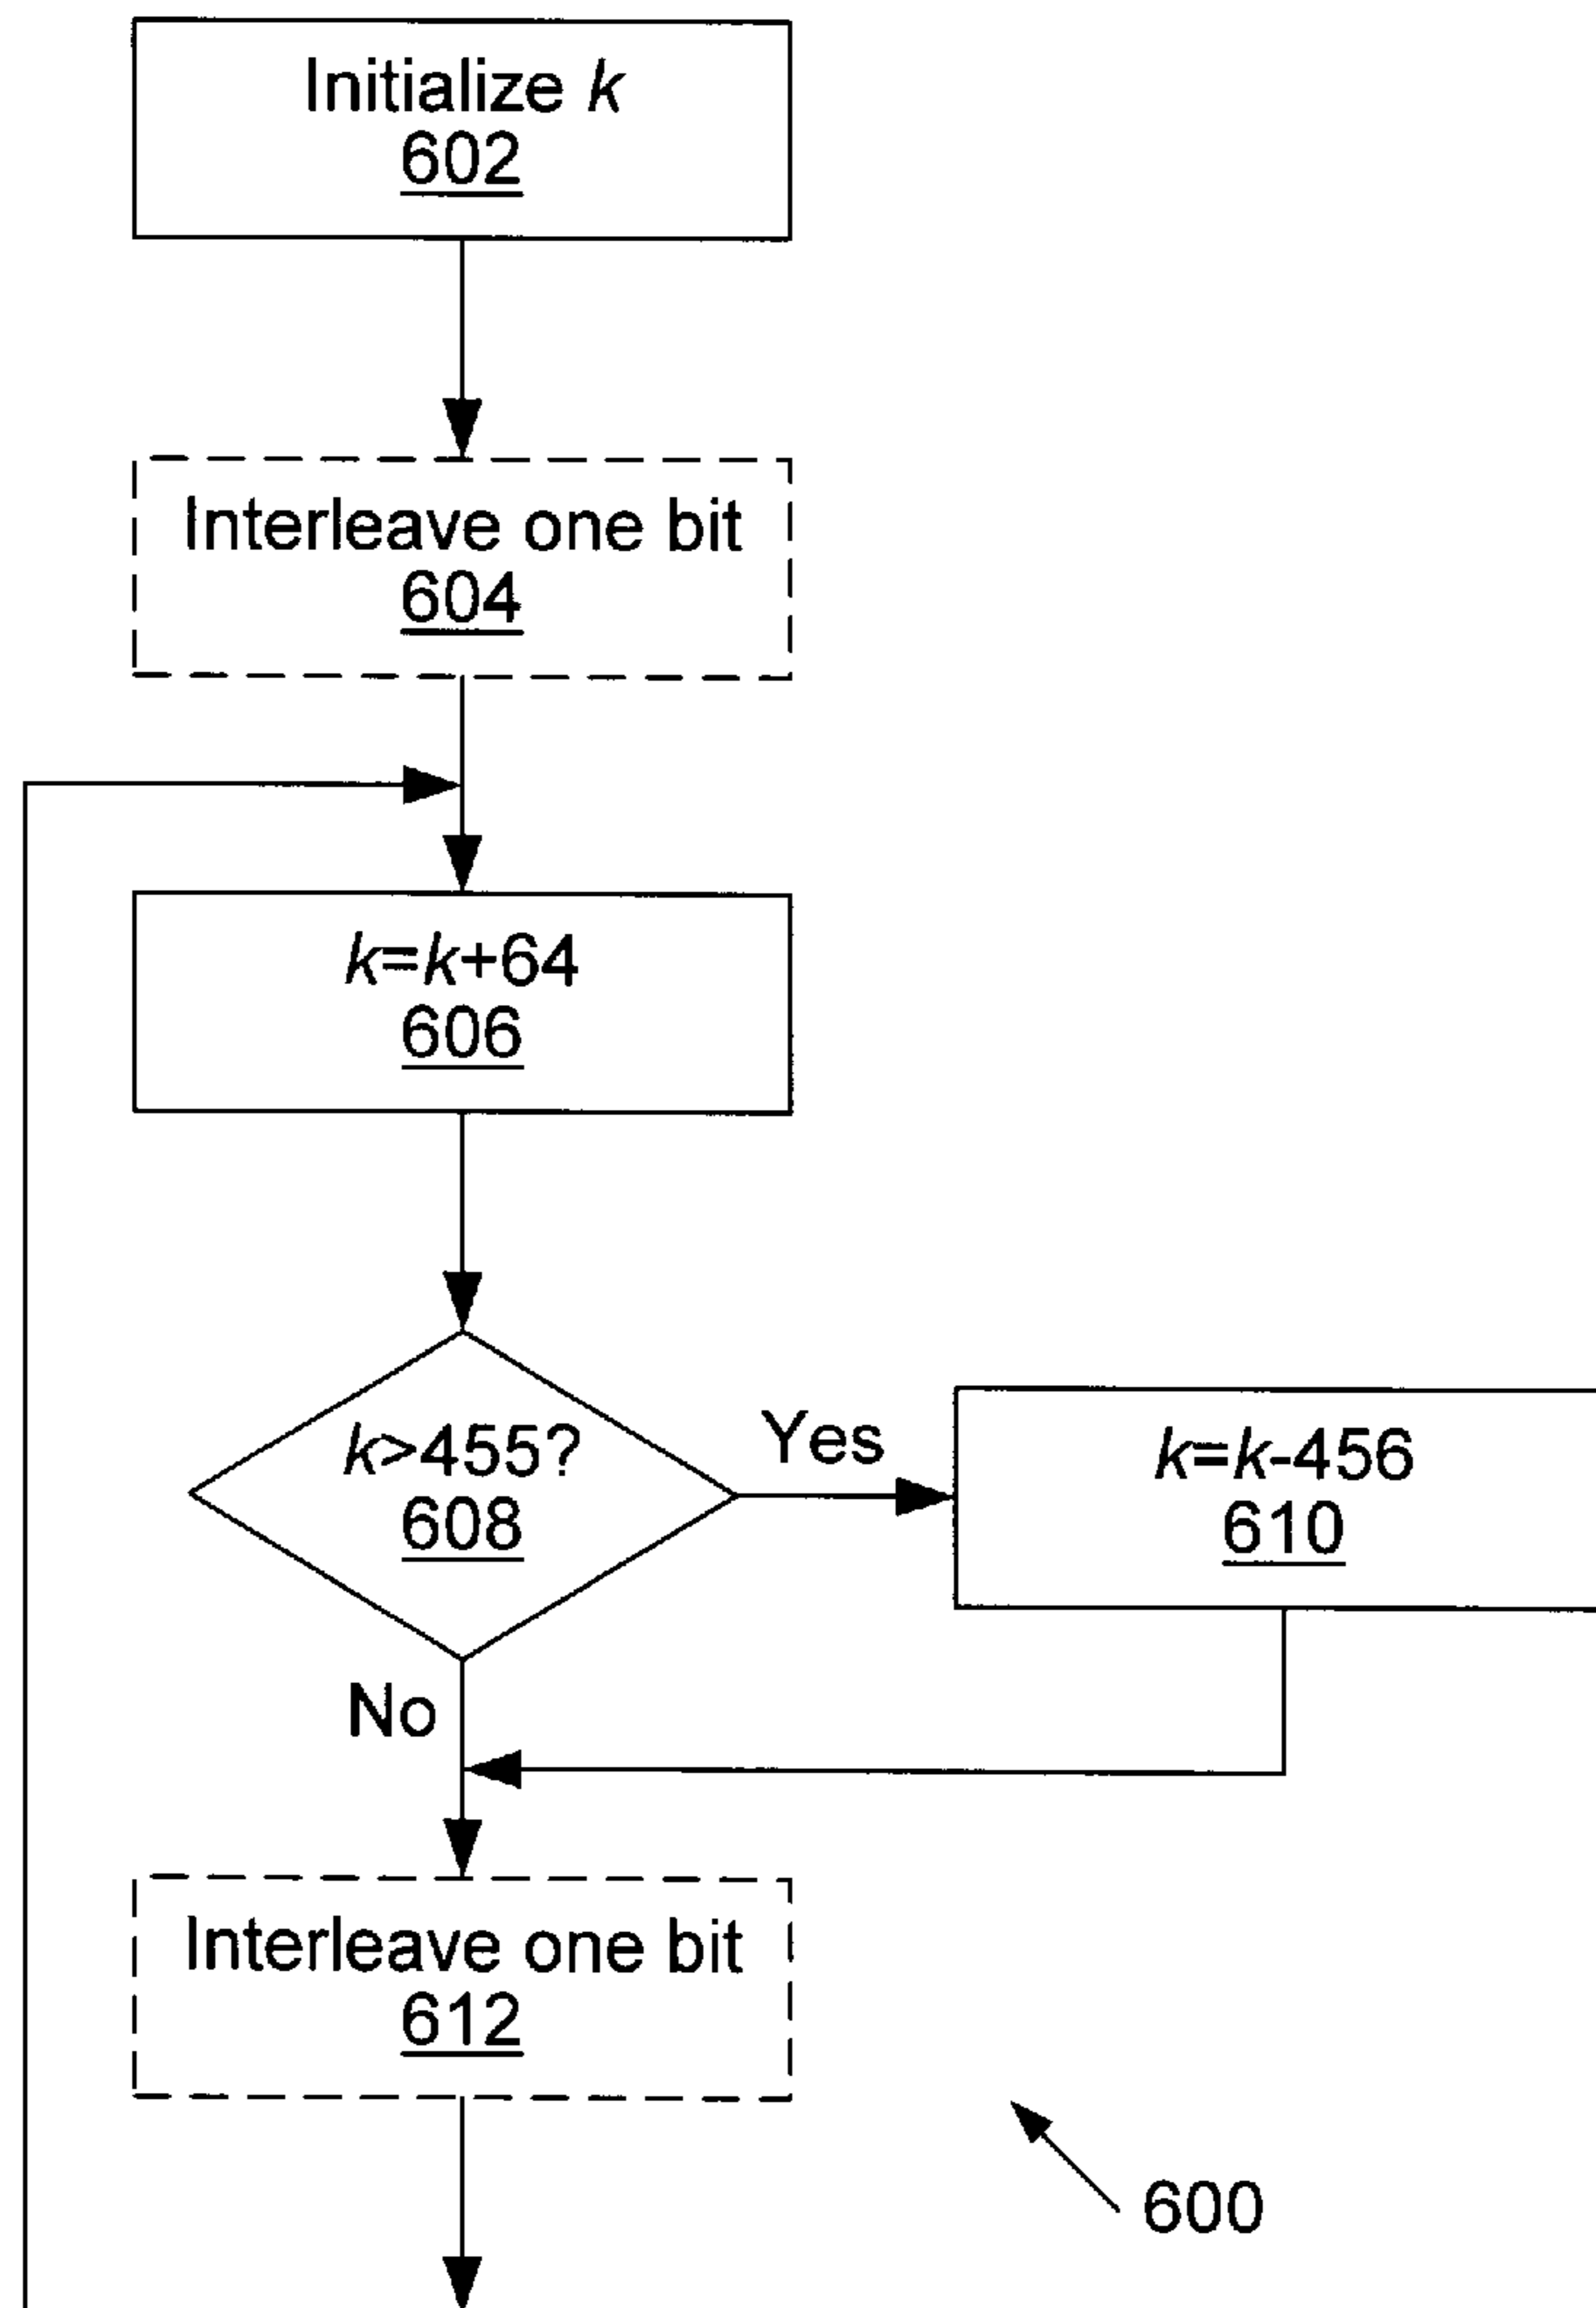 Initialize k
602
Interleave one bit
604
k=k+64
606
k>455?
608
Yes
k=k-456
610
No
Interleave one bit
612
600